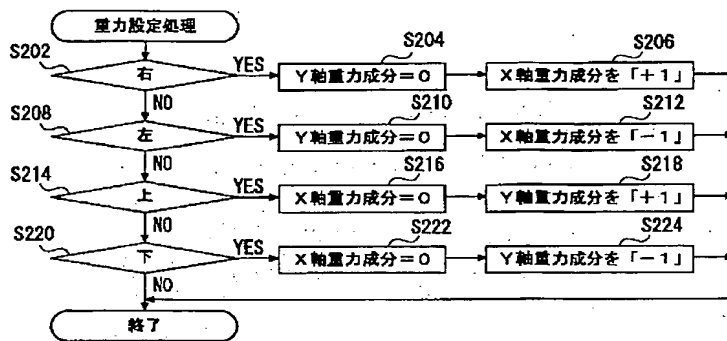 重力設定処理
S202
右
YES
S204
Y軸重力成分=0
S206
X軸重力成分を「+1」
NO
S208
左
YES
S210
Y軸重力成分=0
S212
X軸重力成分を「−1」
NO
S214
上
YES
S216
X軸重力成分=0
S218
Y軸重力成分を「+1」
NO
S220
下
YES
S222
X軸重力成分=0
S224
Y軸重力成分を「−1」
NO
終了